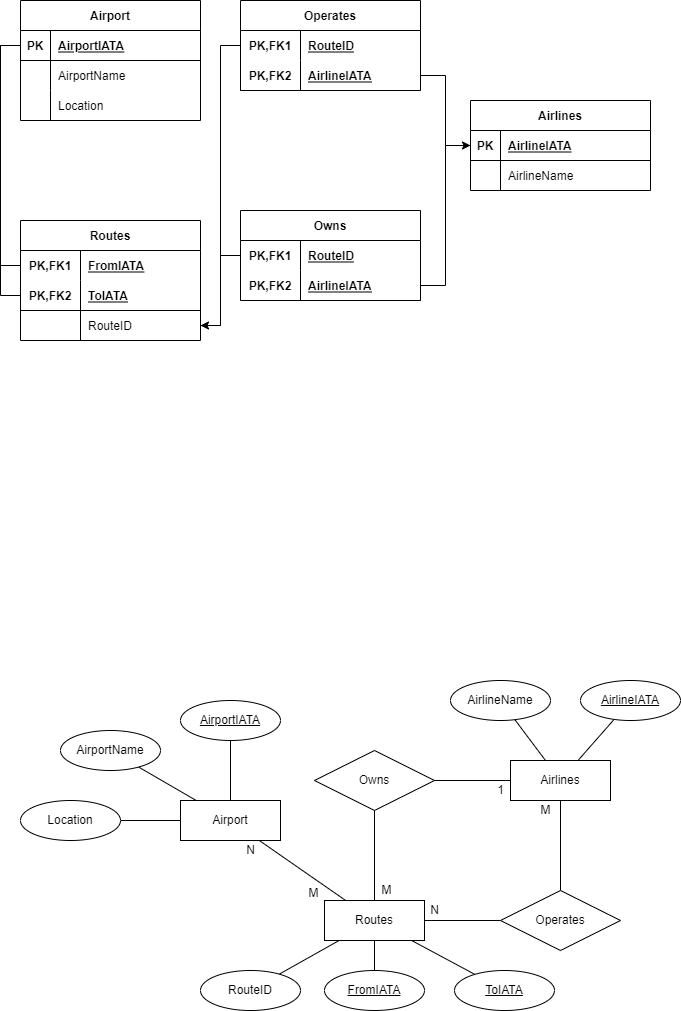 Airport
PK AirportIATA
AirportName
Location
Operates
PK,FK1 RouteID
PK,FK2 AirlineIATA
Airlines
PK AirlineIATA
AirlineName
Routes
PK,FK1 FromIATA
PK,FK2 ToIATA
RouteID
Owns
PK,FK1 RouteID
PK,FK2 AirlineIATA
AirlineName
AirlineIATA
AirportIATA
AirportName
Owns
Airlines
1
Location
Airport
M
N
M
M
Routes
N
Operates
RouteID
FromIATA
ToIATA